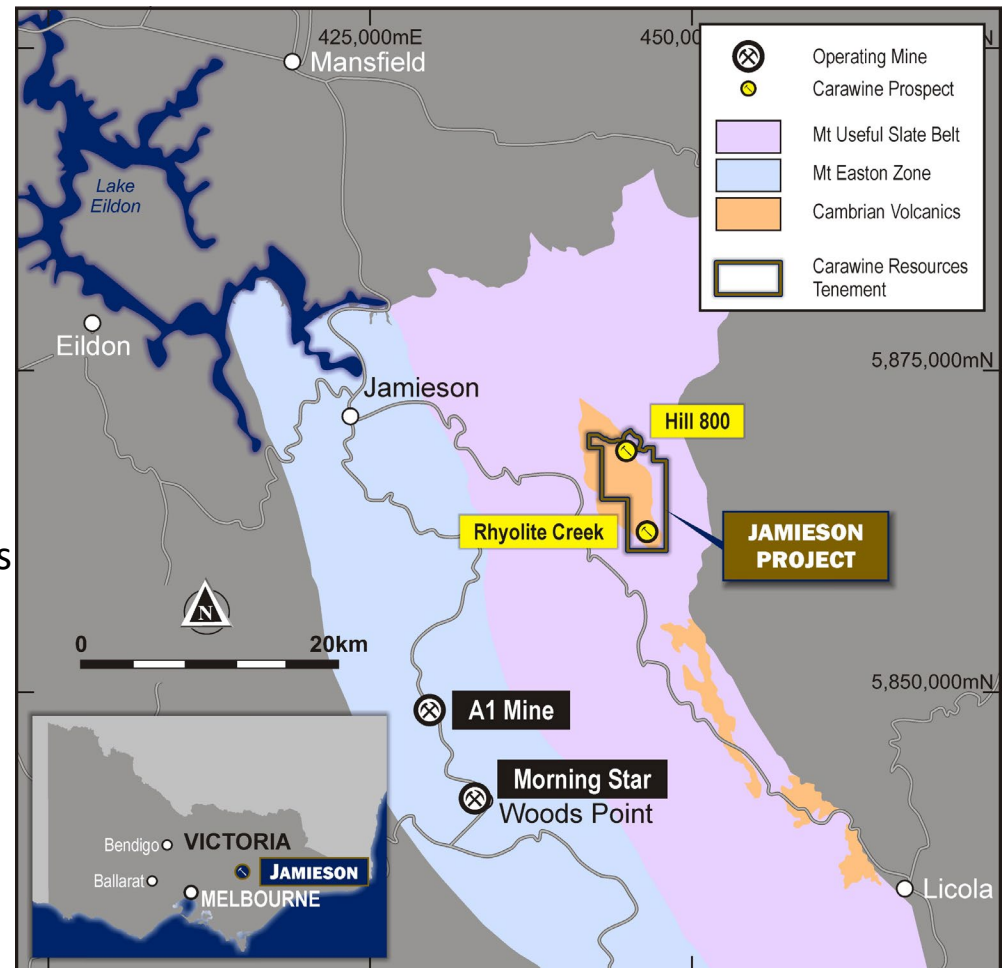 425,000mE
450,00
N
Mansfield
Operating Mine
Carawine Prospect
Mt Useful Slate Belt
Mt Easton Zone
Cambrian Volcanics
Carawine Resources
Tenement
Lake
Eildon
Eildon
5,875,000mN
Jamieson
Hill 800
Rhyolite Creek
JAMIESON
PROJECT
s
N
0
20km
5,850,000mN
A1 Mine
Morning Star
Woods Point
Licola
Bendigo
VICTORIA
JAMIESON
Ballarat
MELBOURNE